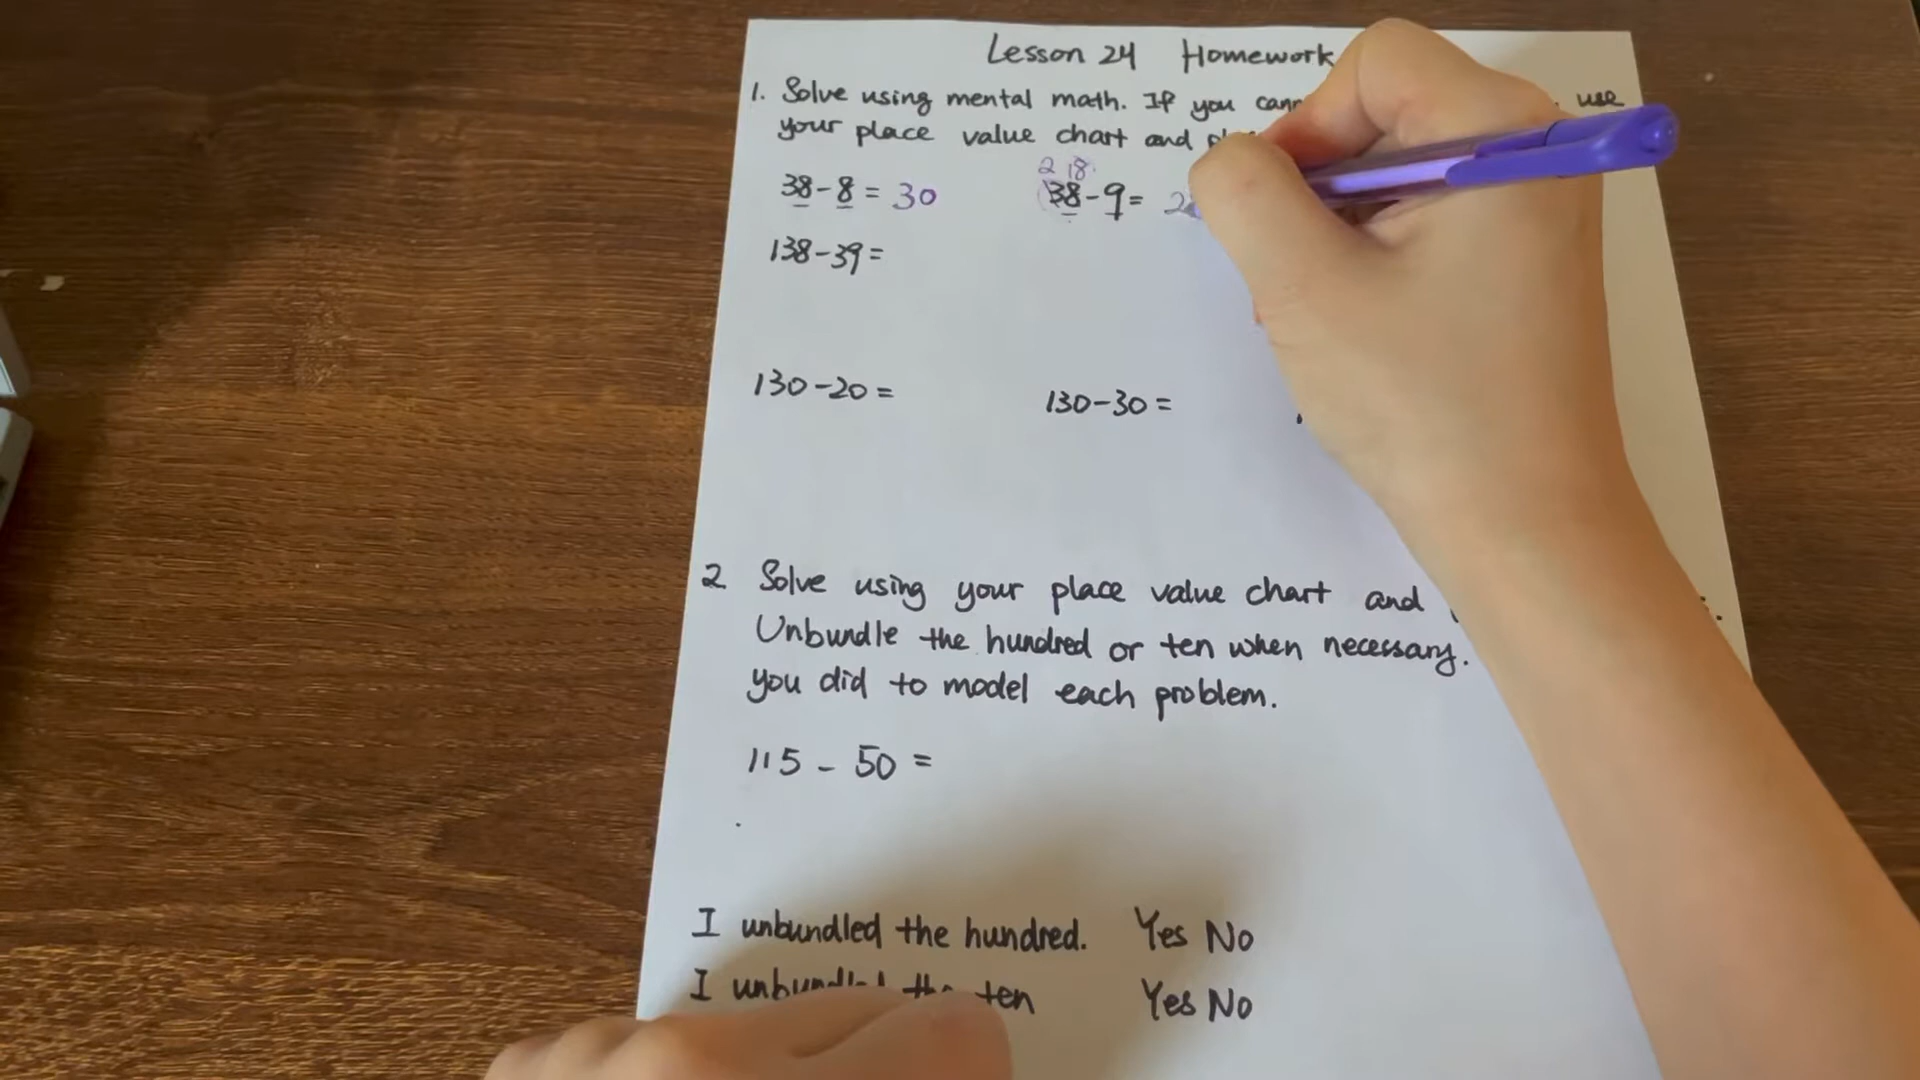 Lesson 24 Homework
1. Solve using mental math. If you use
your place value chart and
2 18
38-8 = 30 38-9= 2
138-39=
130-20= 130-30=
2 Solve using your place value chart and
Unbundle the hundred or ten when necessary.
you did to model each problem.
115 - 50 =
I unbundled the hundred. Yes No
I ten Yes No